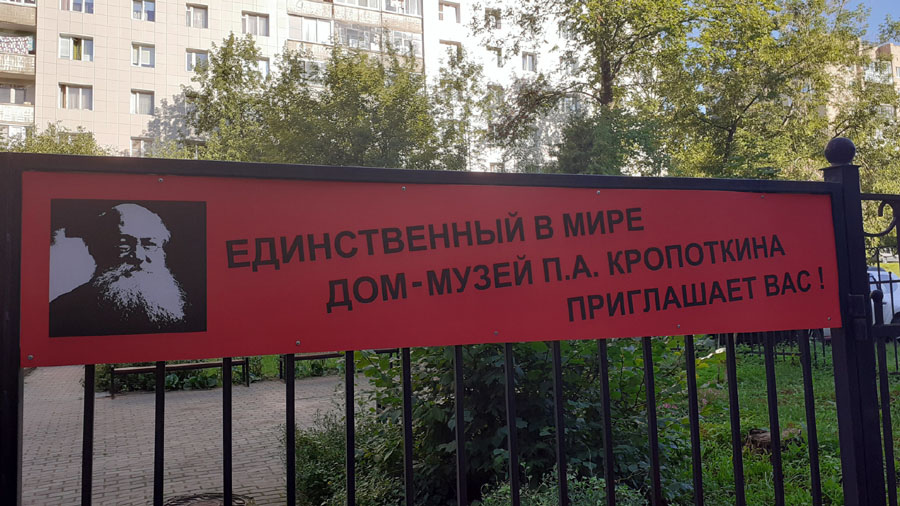 ЕДИНСТВЕННЫЙ В МИРЕ
ДОМ-МУЗЕЙ П.А. КРОПОТКИНА
ПРИГЛАШАЕТ ВАС !